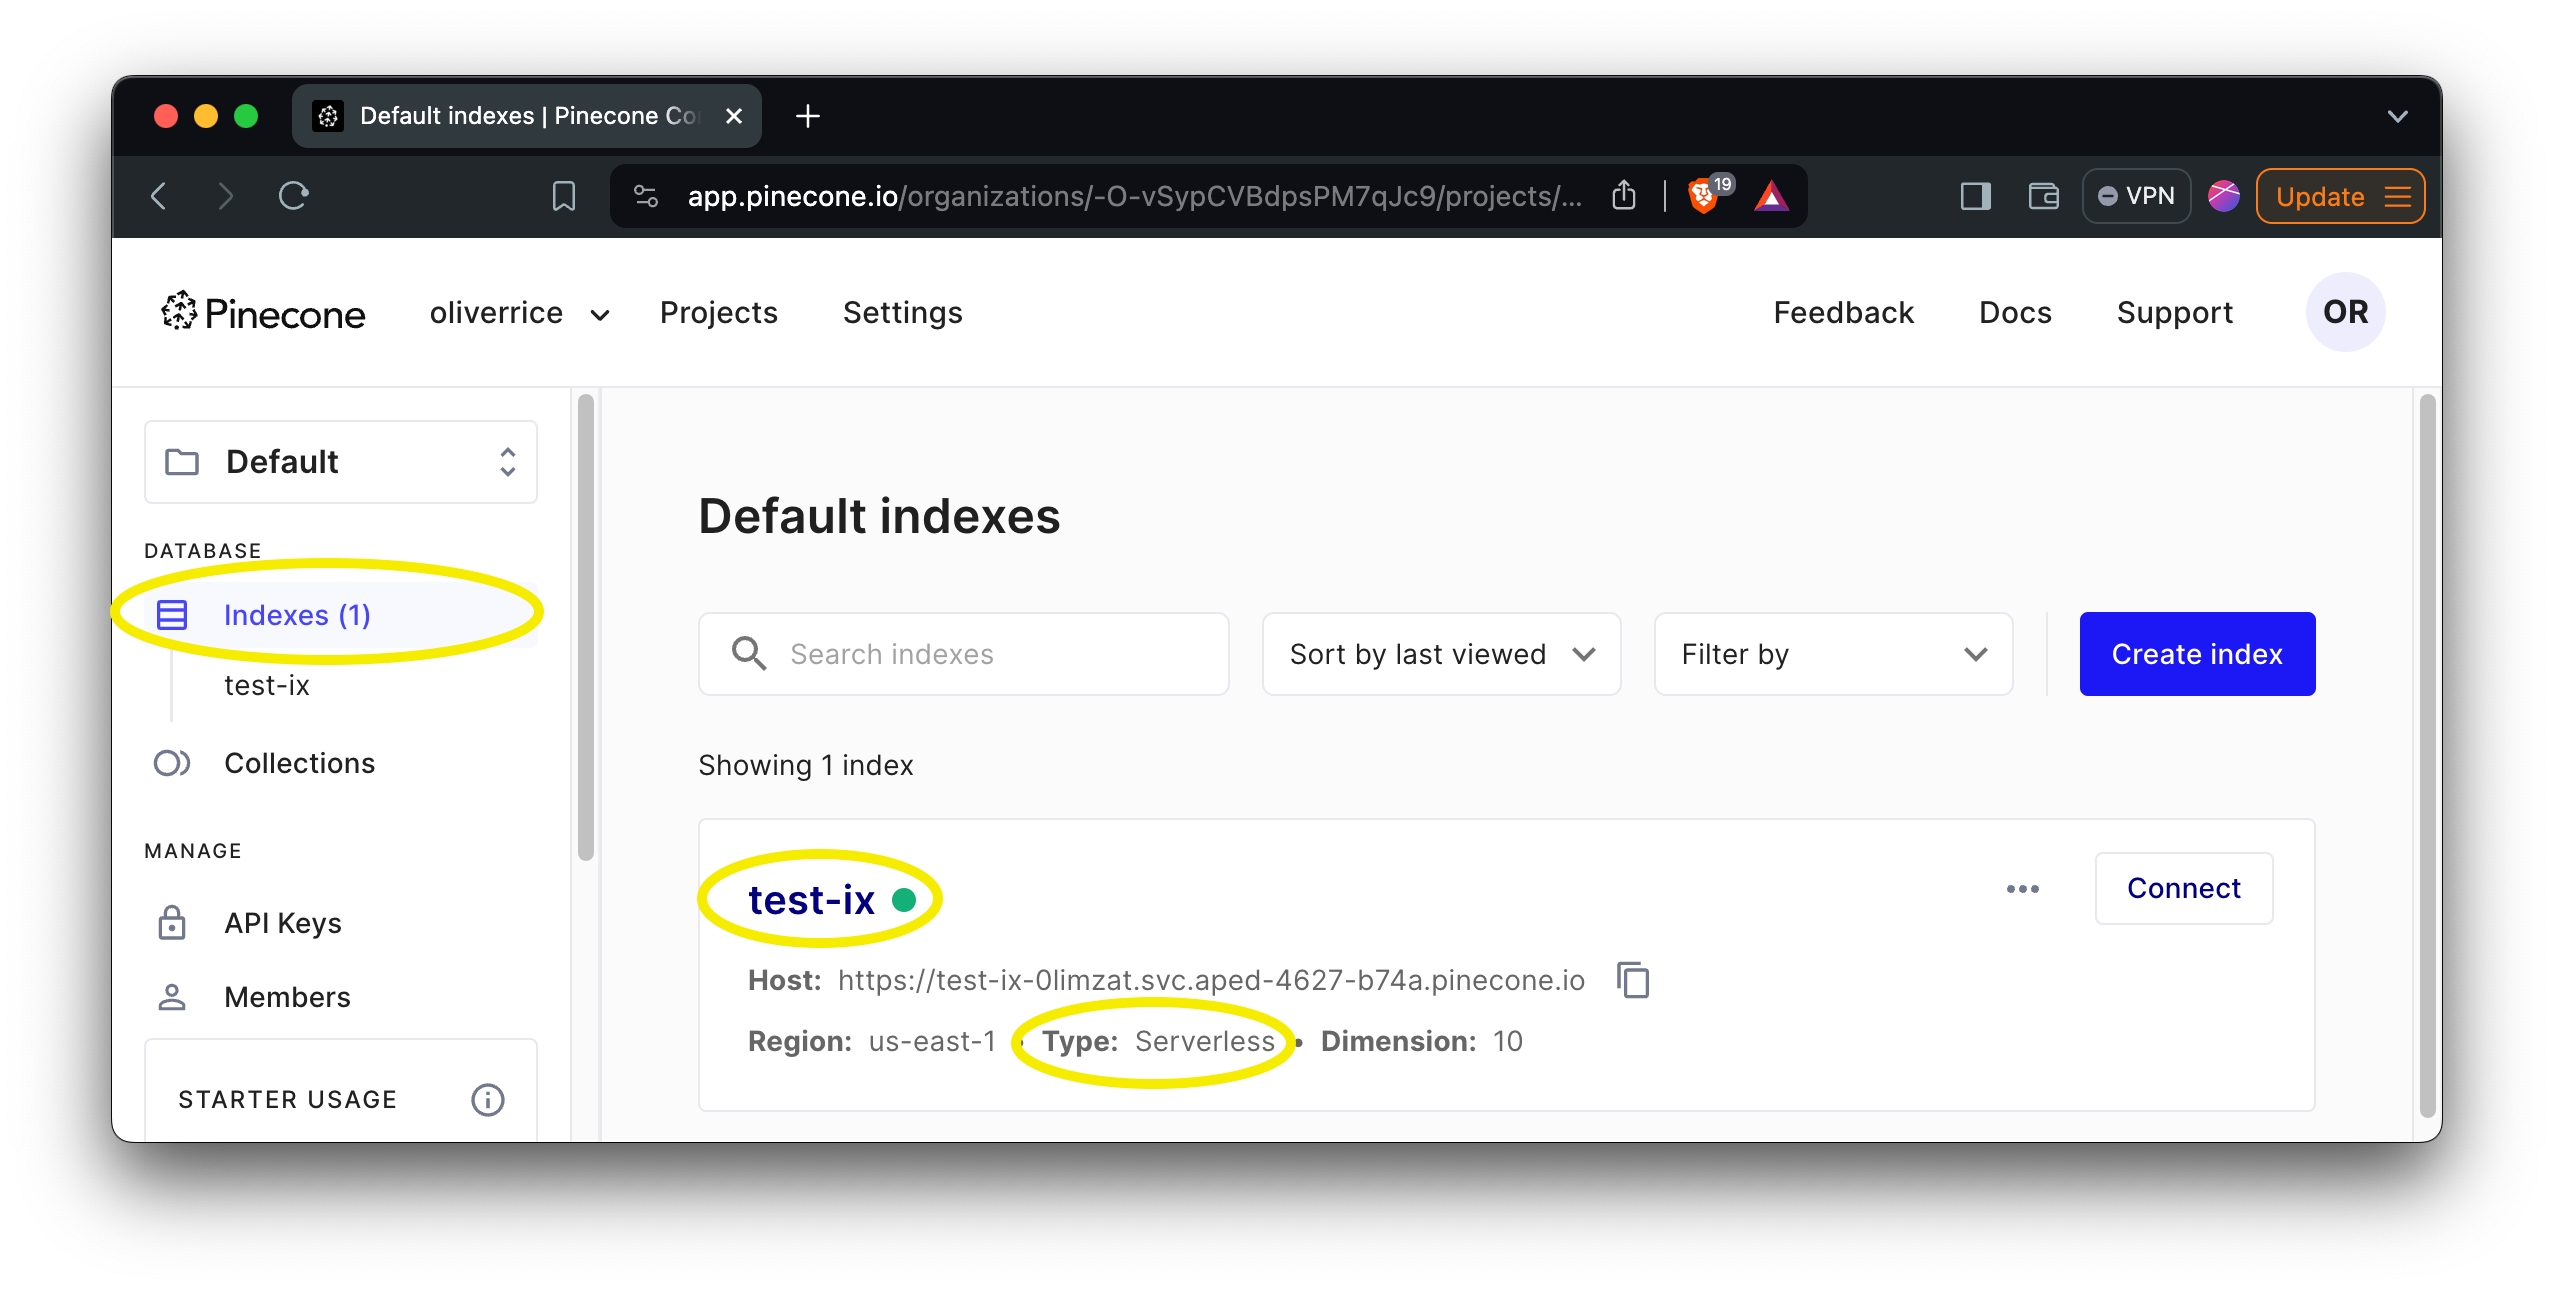 Default indexes | Pinecone Co
app.pinecone.io/organizations/-O-vSypCVBdpsPM7qJc9/projects/...
19
VPN
Update
Pinecone
oliverrice
Projects
Settings
Feedback
Docs
Support
OR
Default
DATABASE
Indexes (1)
test-ix
Collections
MANAGE
API Keys
Members
STARTER USAGE
Default indexes
Search indexes
Sort by last viewed
Filter by
Create index
Showing 1 index
test-ix
Connect
Host: https://test-ix-0limzat.svc.aped-4627-b74a.pinecone.io
Region: us-east-1 • Type: Serverless • Dimension: 10